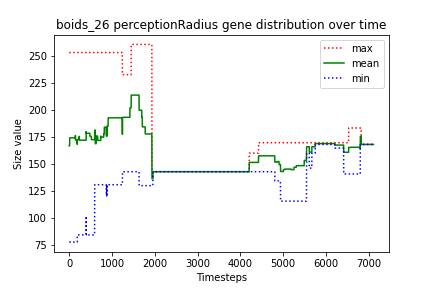 boids_26 perceptionRadius gene distribution over time
max
mean
min
Size value
250
225
200
175
150
125
100
75
0 1000 2000 3000 4000 5000 6000 7000
Timesteps